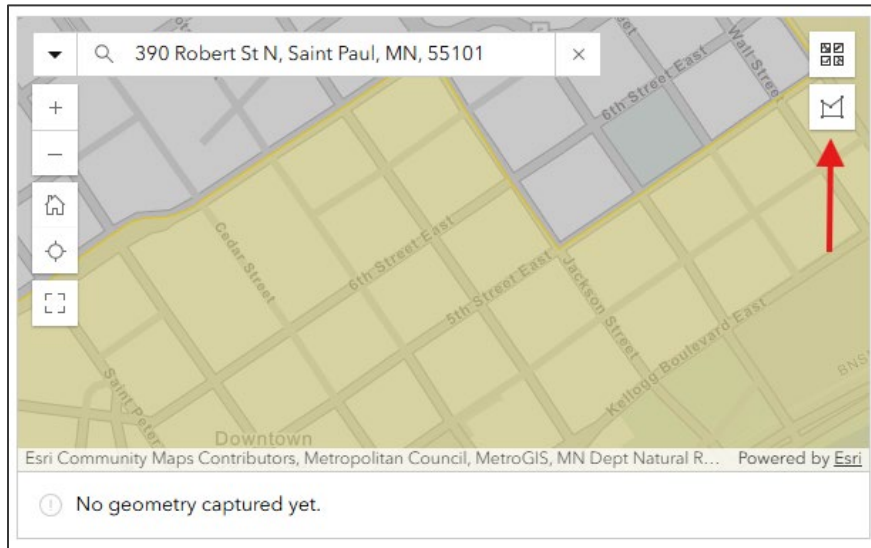 390 Robert St N, Saint Paul, MN, 55101
Wall Street
6th Street East
Cedar Street
6th Street East
5th Street East
Jackson Street
Kellogg Boulevard East
Saint Peter
BNSF
Downtown
Esri Community Maps Contributors, Metropolitan Council, MetroGIS, MN Dept Natural R... Powered by Esri
No geometry captured yet.